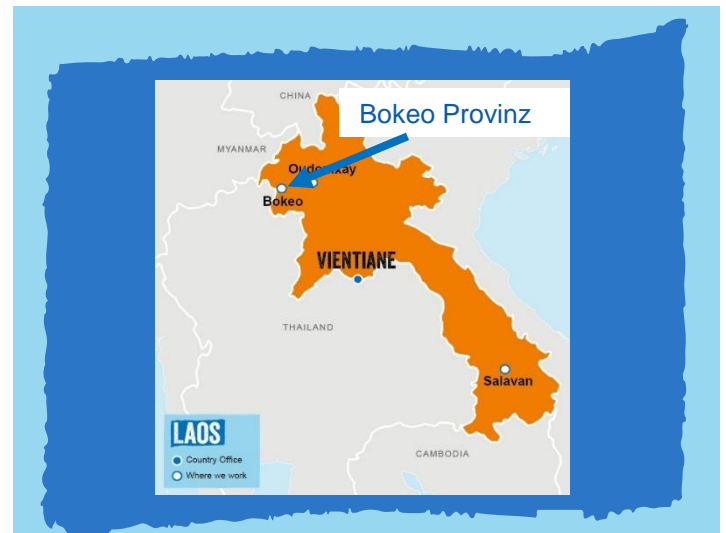 CHINA
Bokeo Provinz
MYANMAR
Oudomxay
Bokeo
VIENTIANE
THAILAND
Salavan
LAOS
Country Office
Where we work
CAMBODIA